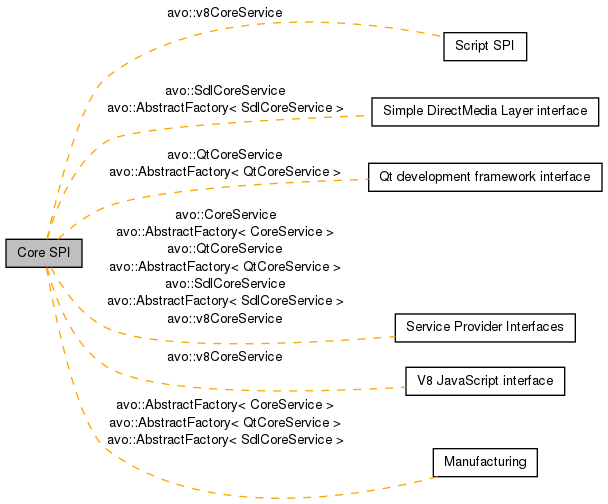 avo::v8CoreService
Script SPI
avo::SdlCoreService
avo::AbstractFactory< SdlCoreService >
Simple DirectMedia Layer interface
avo::QtCoreService
avo::AbstractFactory< QtCoreService >
Qt development framework interface
Core SPI
avo::CoreService
avo::AbstractFactory< CoreService >
avo::QtCoreService
avo::AbstractFactory< QtCoreService >
avo::SdlCoreService
avo::AbstractFactory< SdlCoreService >
avo::v8CoreService
Service Provider Interfaces
avo::v8CoreService
V8 JavaScript interface
avo::AbstractFactory< CoreService >
avo::AbstractFactory< QtCoreService >
avo::AbstractFactory< SdlCoreService >
Manufacturing